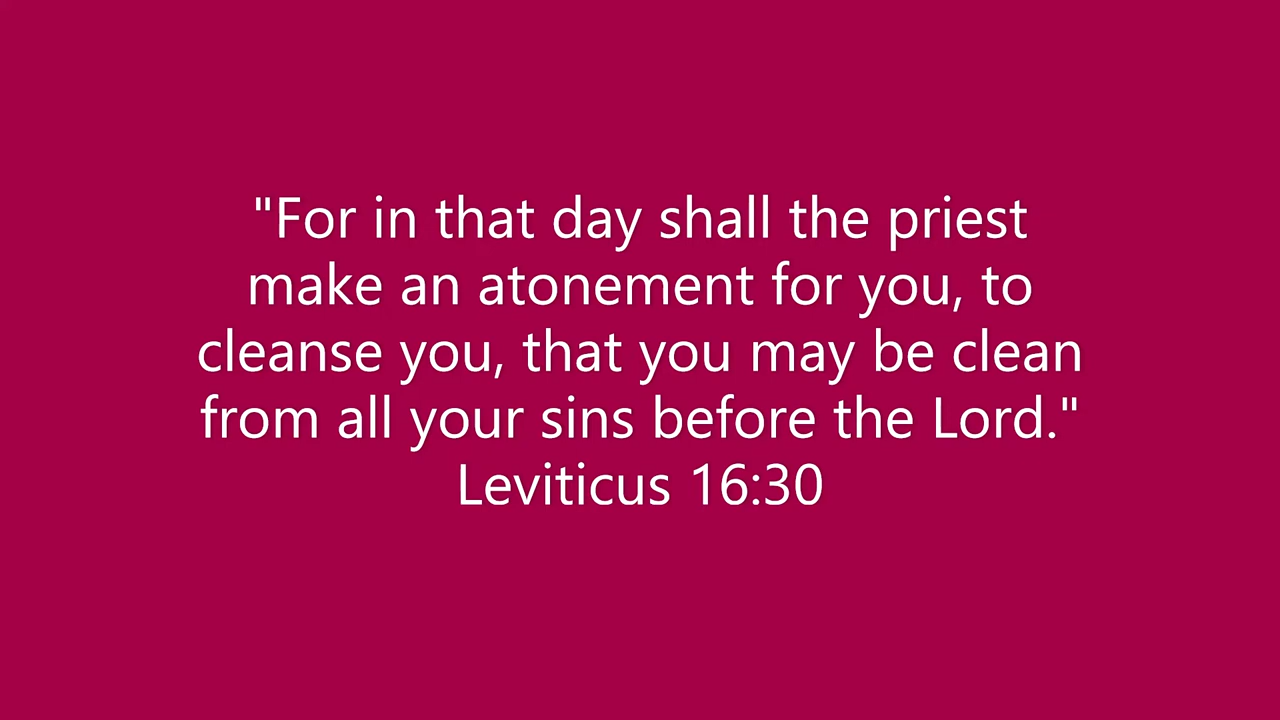 "For in that day shall the priest
make an atonement for you, to
cleanse you, that you may be clean
from all your sins before the Lord."
Leviticus 16:30